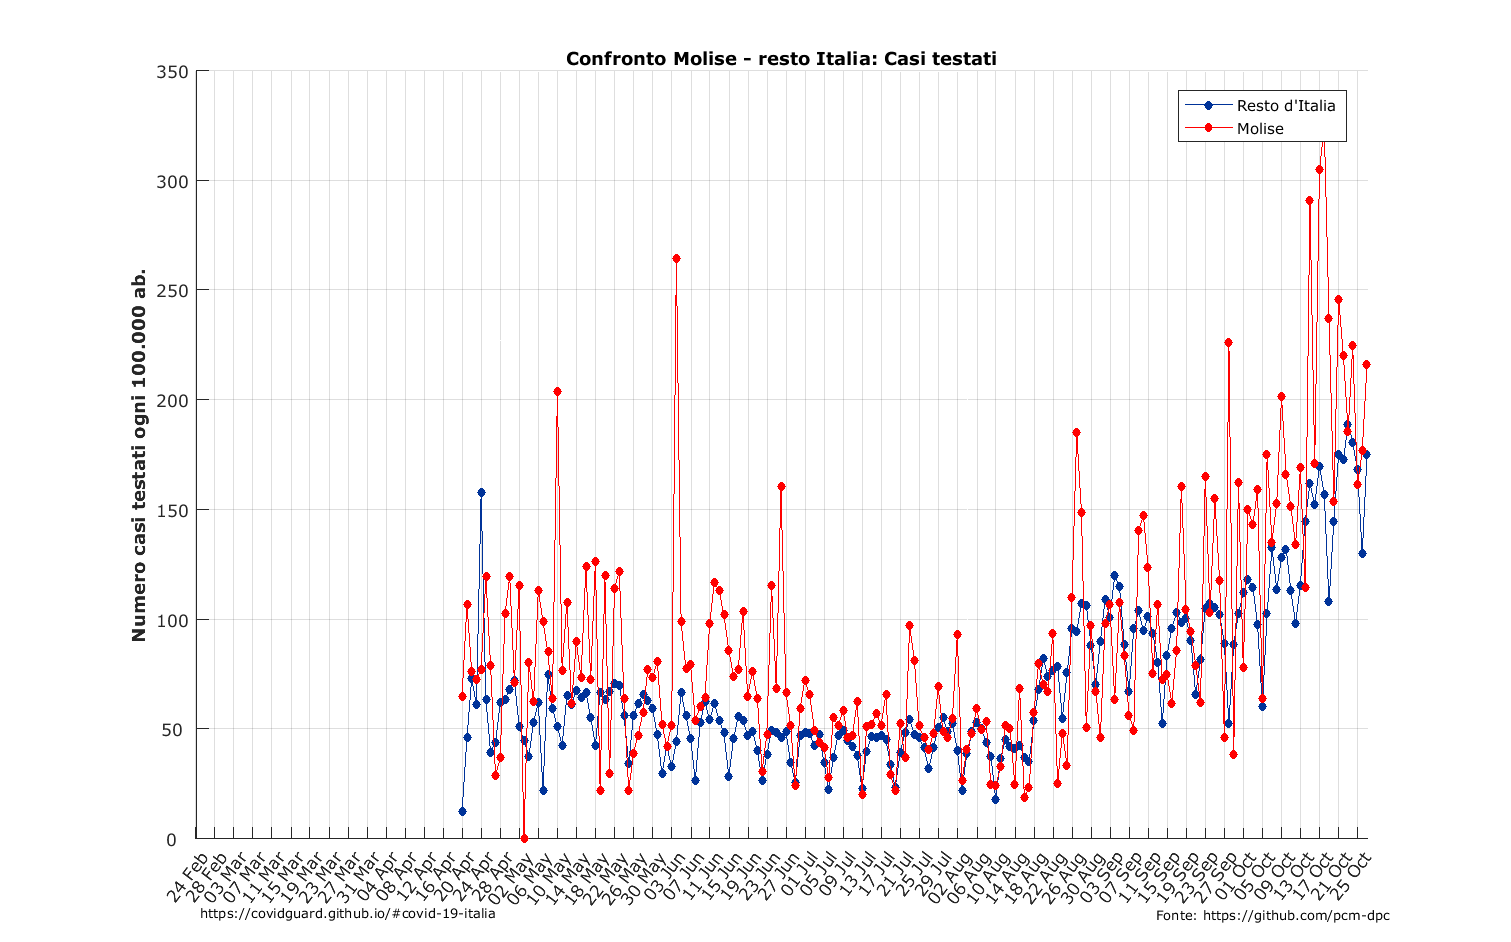 Confronto Molise - resto Italia: Casi testati
Resto d'Italia
Molise
Numero casi testati ogni 100.000 ab.
350
300
250
200
150
100
50
0
24 Feb
28 Feb
03 Mar
07 Mar
11 Mar
15 Mar
19 Mar
23 Mar
27 Mar
31 Mar
04 Apr
08 Apr
12 Apr
16 Apr
20 Apr
24 Apr
28 Apr
02 May
06 May
10 May
14 May
18 May
22 May
26 May
30 May
03 Jun
07 Jun
11 Jun
15 Jun
19 Jun
23 Jun
27 Jun
01 Jul
05 Jul
09 Jul
13 Jul
17 Jul
21 Jul
25 Jul
29 Jul
02 Aug
06 Aug
10 Aug
14 Aug
18 Aug
22 Aug
26 Aug
30 Aug
03 Sep
07 Sep
11 Sep
15 Sep
19 Sep
23 Sep
27 Sep
01 Oct
05 Oct
09 Oct
13 Oct
17 Oct
21 Oct
25 Oct
https://covidguard.github.io/#covid-19-italia
Fonte: https://github.com/pcm-dpc